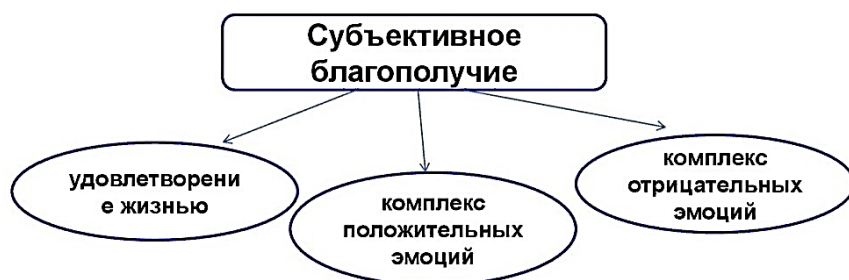 Субъективное
благополучие
удовлетворени
е жизнью
комплекс
положительных
эмоций
комплекс
отрицательных
эмоций